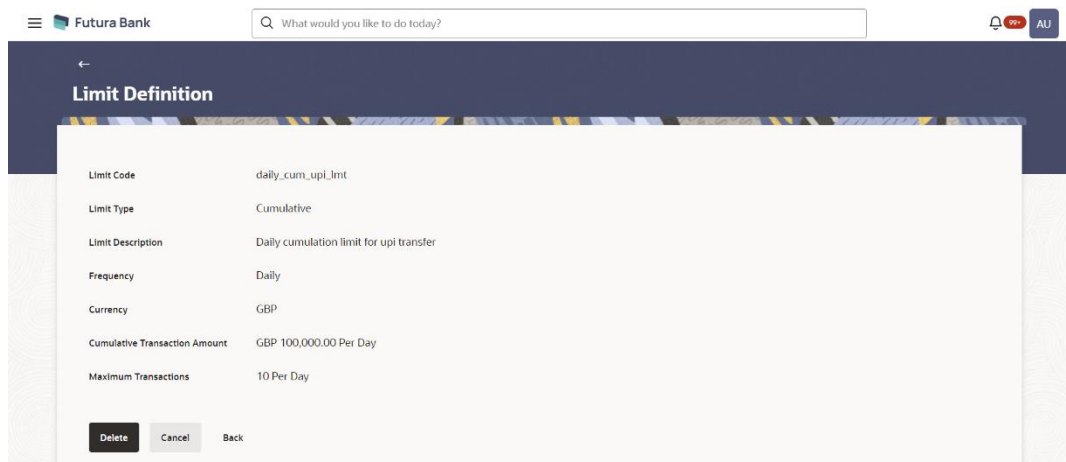 Futura Bank
What would you like to do today?
99+
AU
Limit Definition
Limit Code daily_cum_upi_lmt
Limit Type Cumulative
Limit Description Daily cumulation limit for upi transfer
Frequency Daily
Currency GBP
Cumulative Transaction Amount GBP 100,000.00 Per Day
Maximum Transactions 10 Per Day
Delete Cancel Back